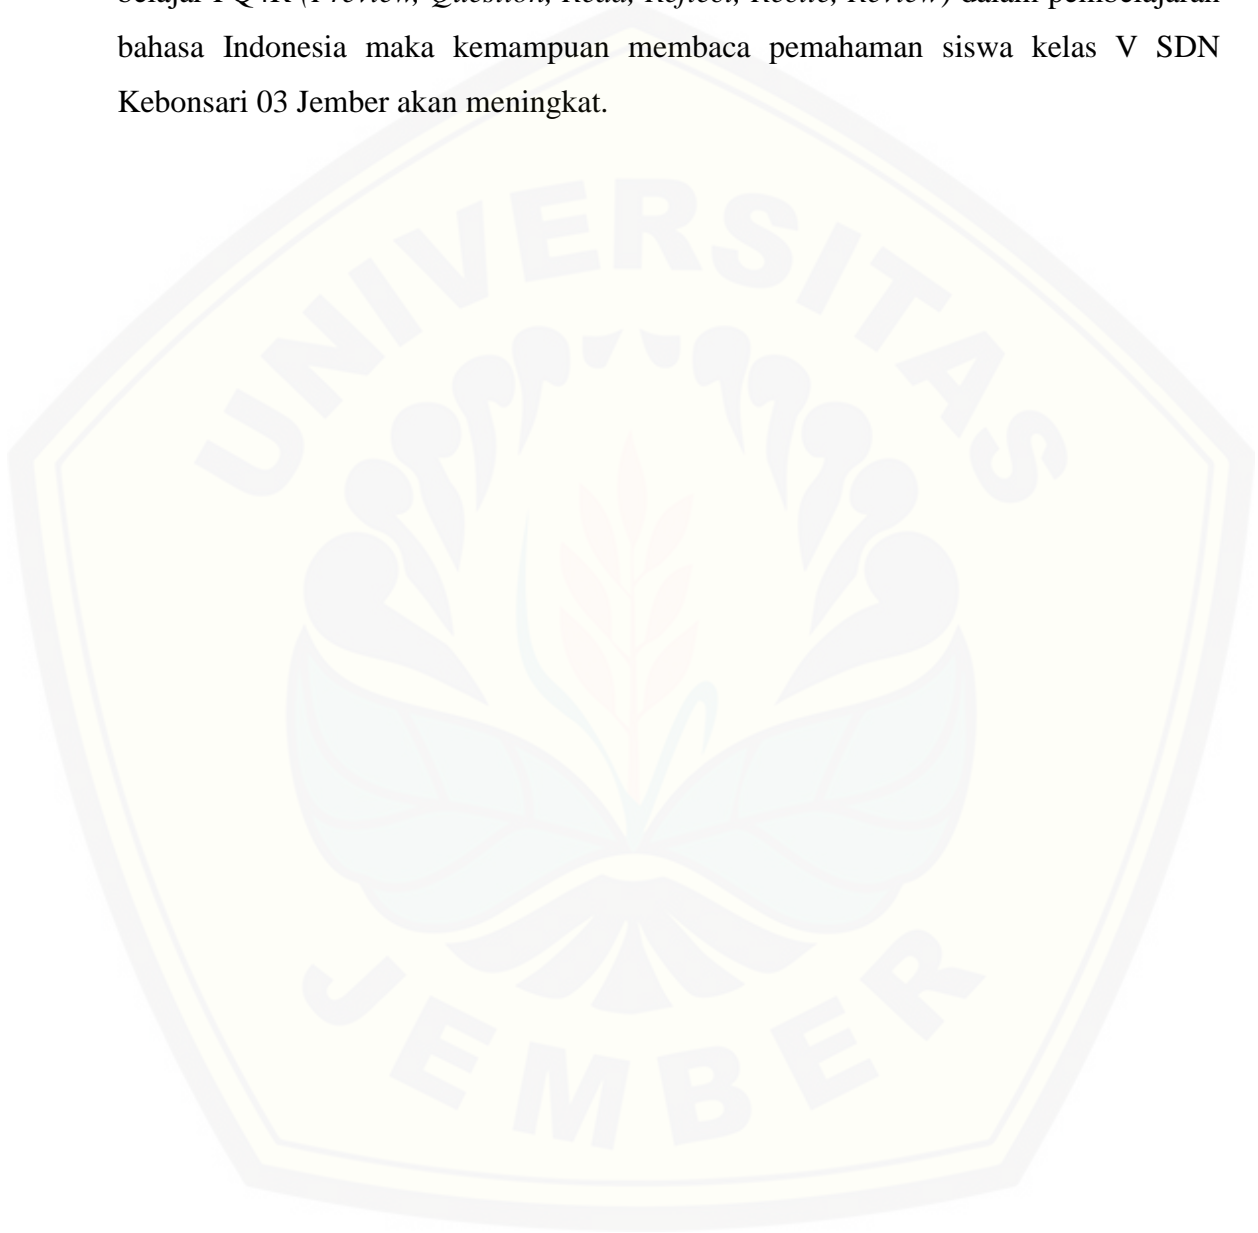 belajar PQ4R (Preview, Question, Read, Reflect, Recite, Review) dalam pembelajaran
bahasa Indonesia maka kemampuan membaca pemahaman siswa kelas V SDN
Kebonsari 03 Jember akan meningkat.
UNIVERSITAS
JEMBER